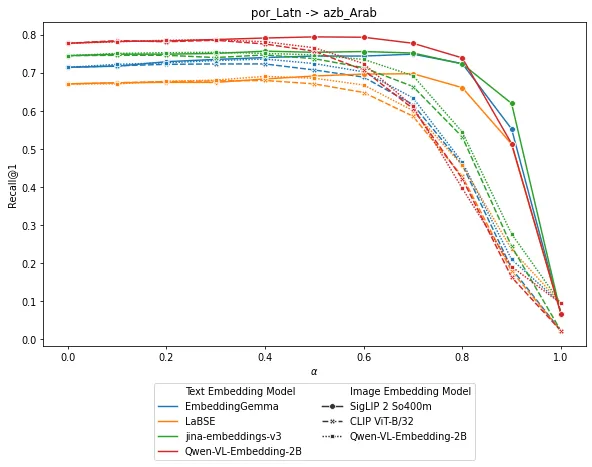 por_Latn -> azb_Arab
Recall@1
0.8
0.7
0.6
0.5
0.4
0.3
0.2
0.1
0.0
0.0 0.2 0.4 0.6 0.8 1.0
α
Text Embedding Model
EmbeddingGemma
LaBSE
jina-embeddings-v3
Qwen-VL-Embedding-2B
Image Embedding Model
SigLIP 2 So400m
CLIP ViT-B/32
Qwen-VL-Embedding-2B